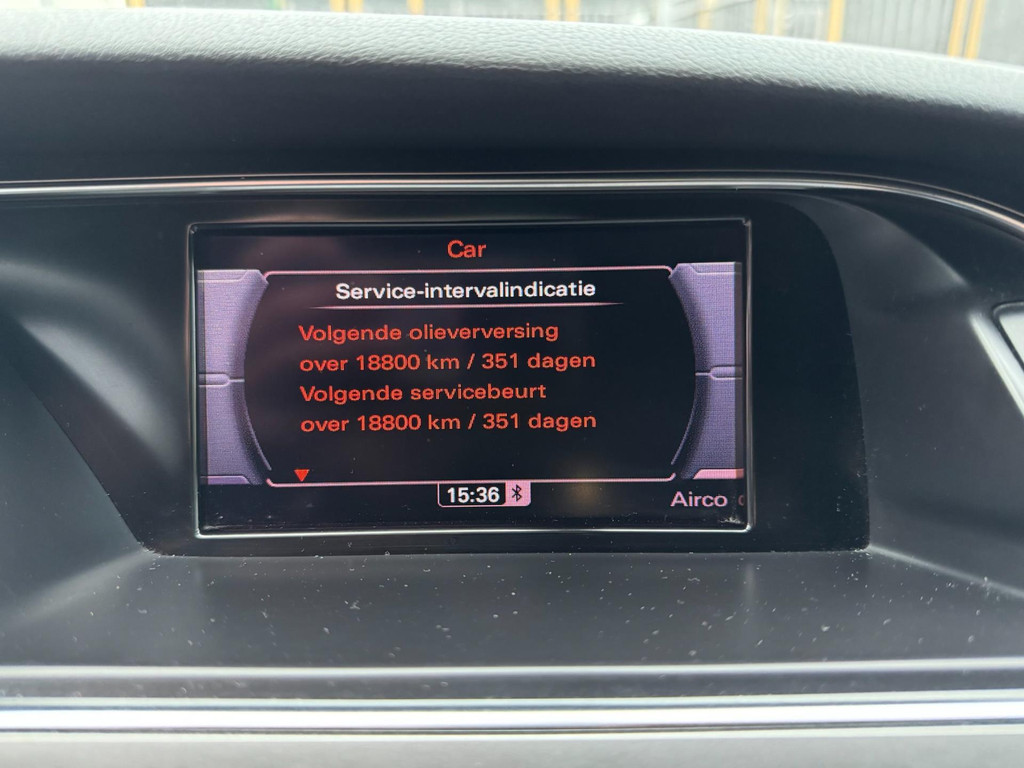 Car
Service-intervalindicatie
Volgende olieverversing
over 18800 km / 351 dagen
Volgende servicebeurt
over 18800 km / 351 dagen
15:36
Airco